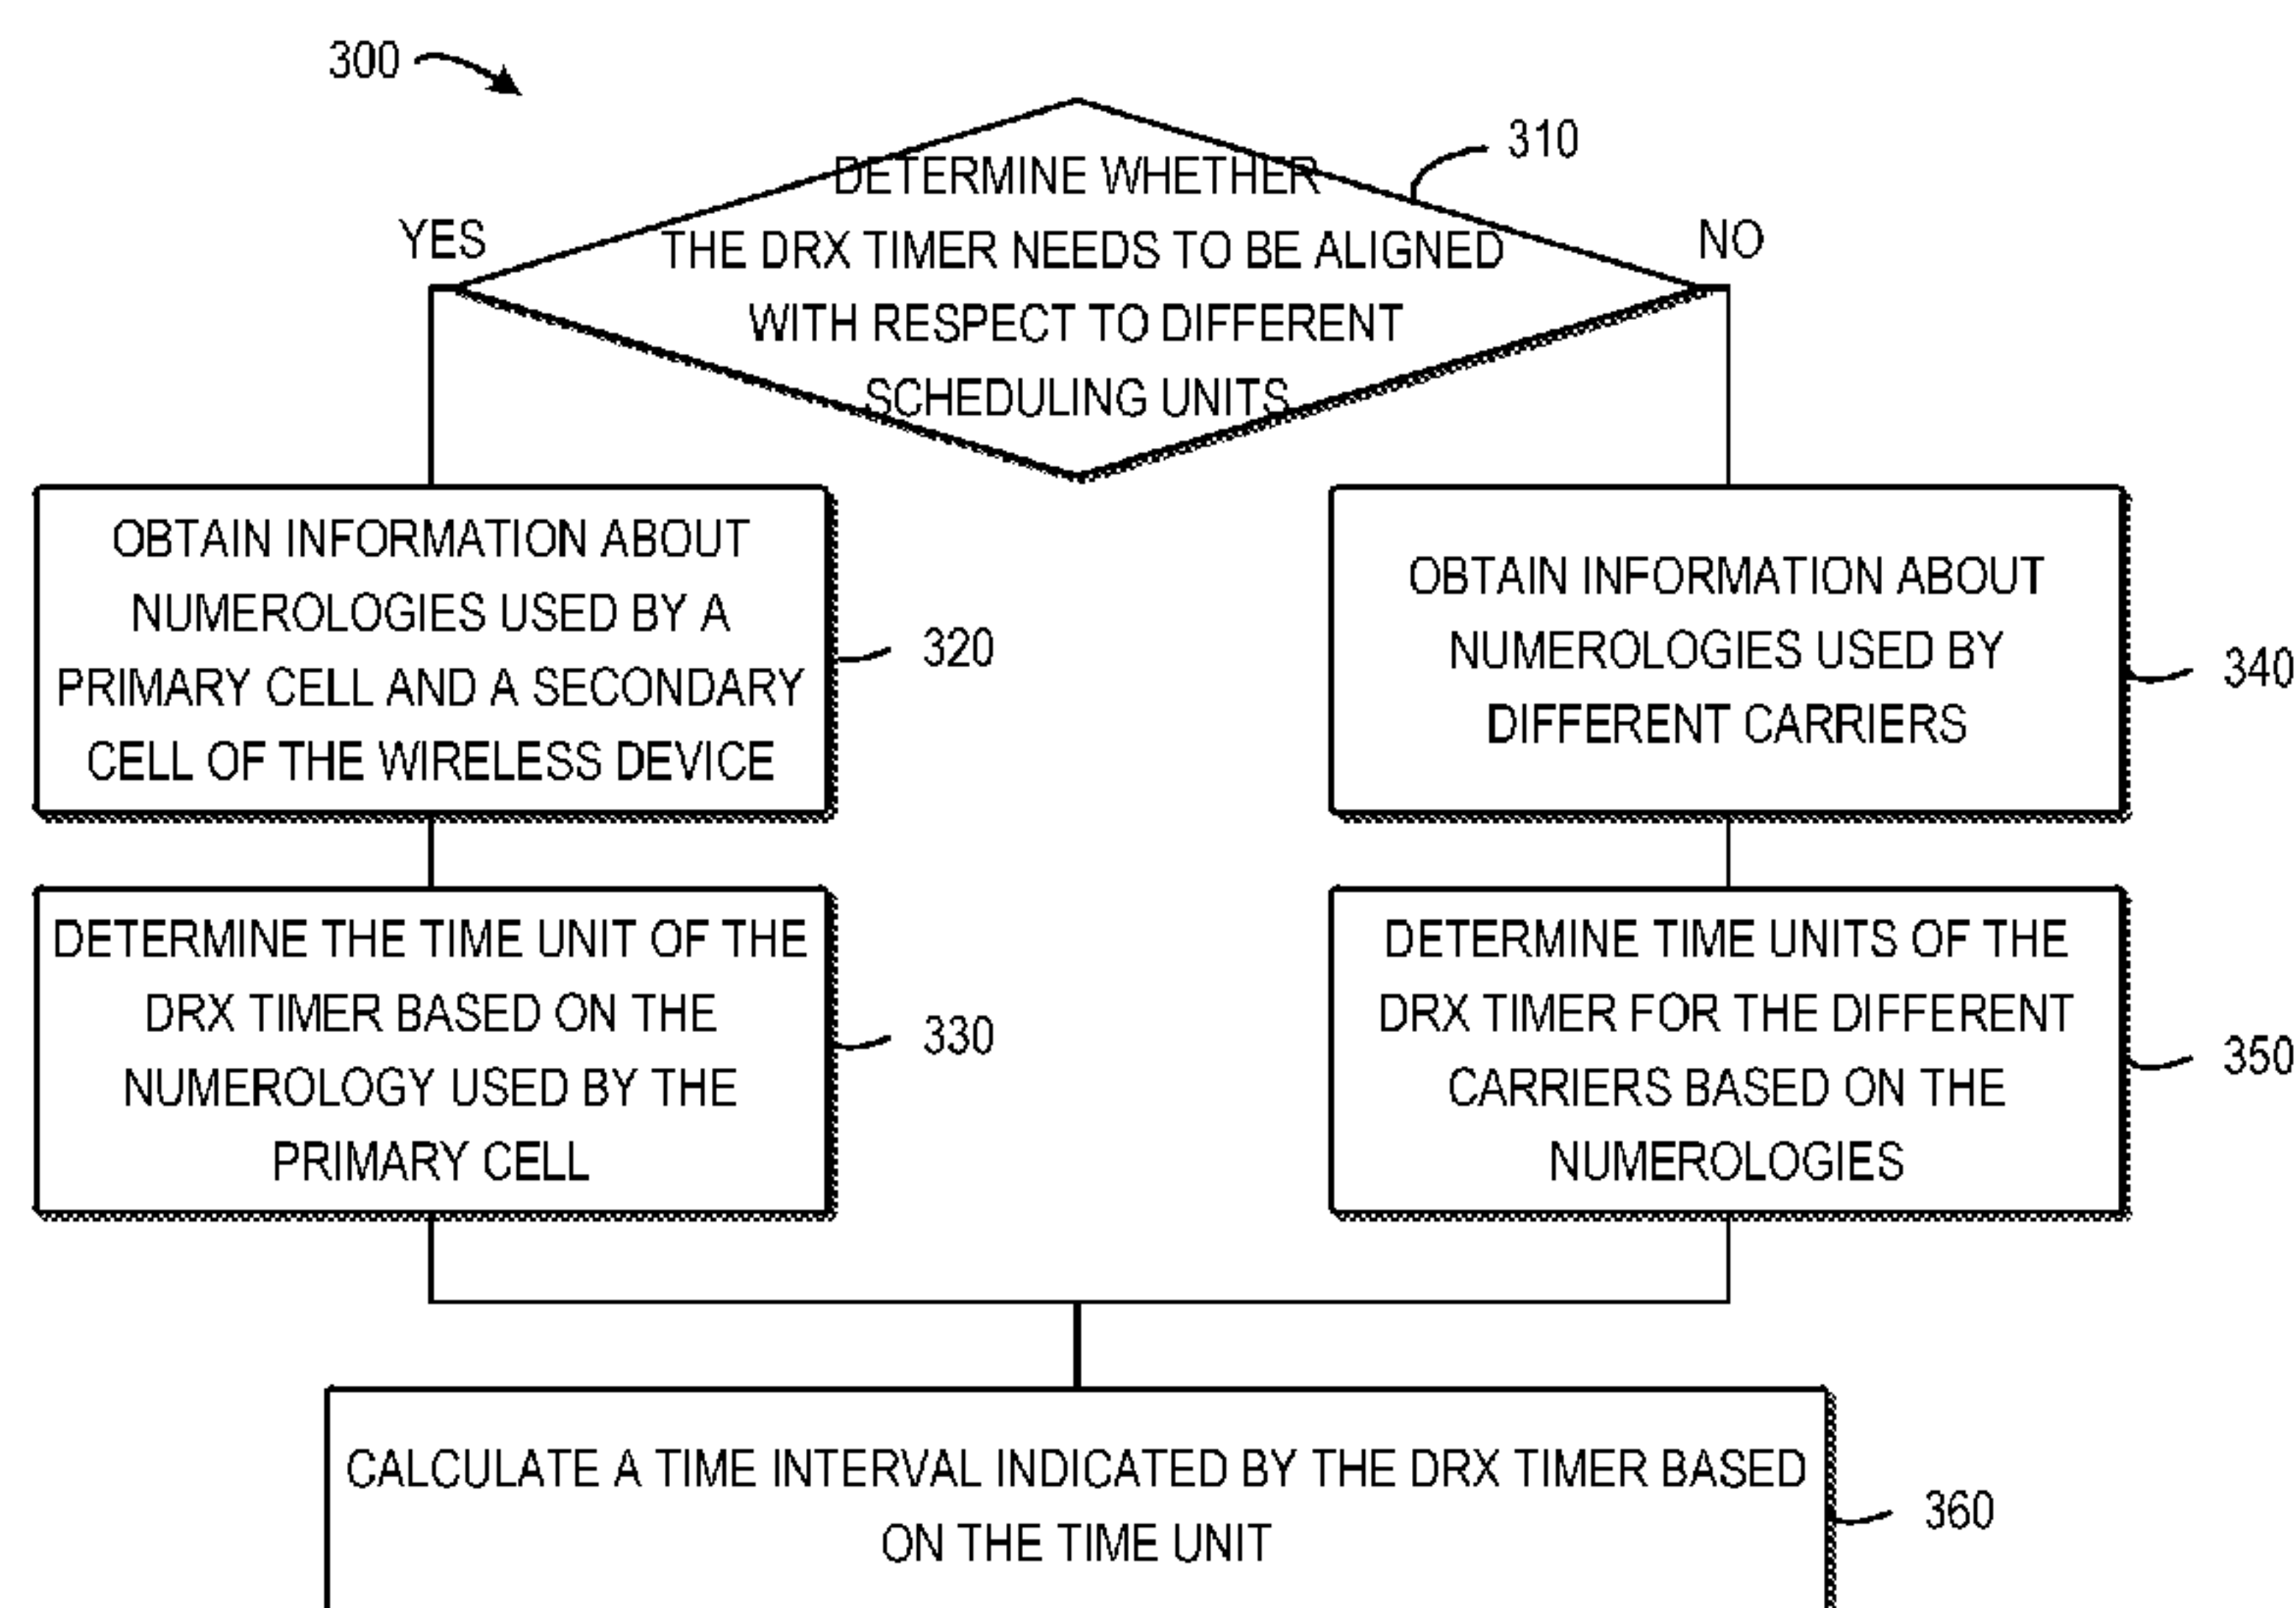 300
310
DETERMINE WHETHER
THE DRX TIMER NEEDS TO BE ALIGNED
WITH RESPECT TO DIFFERENT
SCHEDULING UNITS
YES
NO
OBTAIN INFORMATION ABOUT
NUMEROLOGIES USED BY A
PRIMARY CELL AND A SECONDARY
CELL OF THE WIRELESS DEVICE
320
OBTAIN INFORMATION ABOUT
NUMEROLOGIES USED BY
DIFFERENT CARRIERS
340
DETERMINE THE TIME UNIT OF THE
DRX TIMER BASED ON THE
NUMEROLOGY USED BY THE
PRIMARY CELL
330
DETERMINE TIME UNITS OF THE
DRX TIMER FOR THE DIFFERENT
CARRIERS BASED ON THE
NUMEROLOGIES
350
CALCULATE A TIME INTERVAL INDICATED BY THE DRX TIMER BASED
ON THE TIME UNIT
360